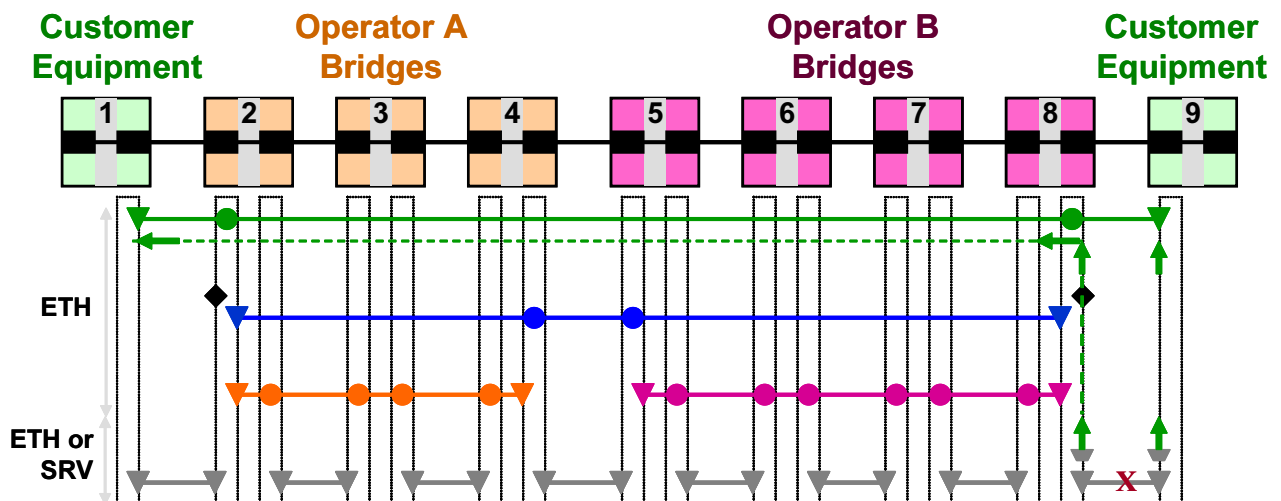 Customer
Equipment
Operator A
Bridges
Operator B
Bridges
Customer
Equipment
1
2
3
4
5
6
7
8
9
ETH
ETH or
SRV
X